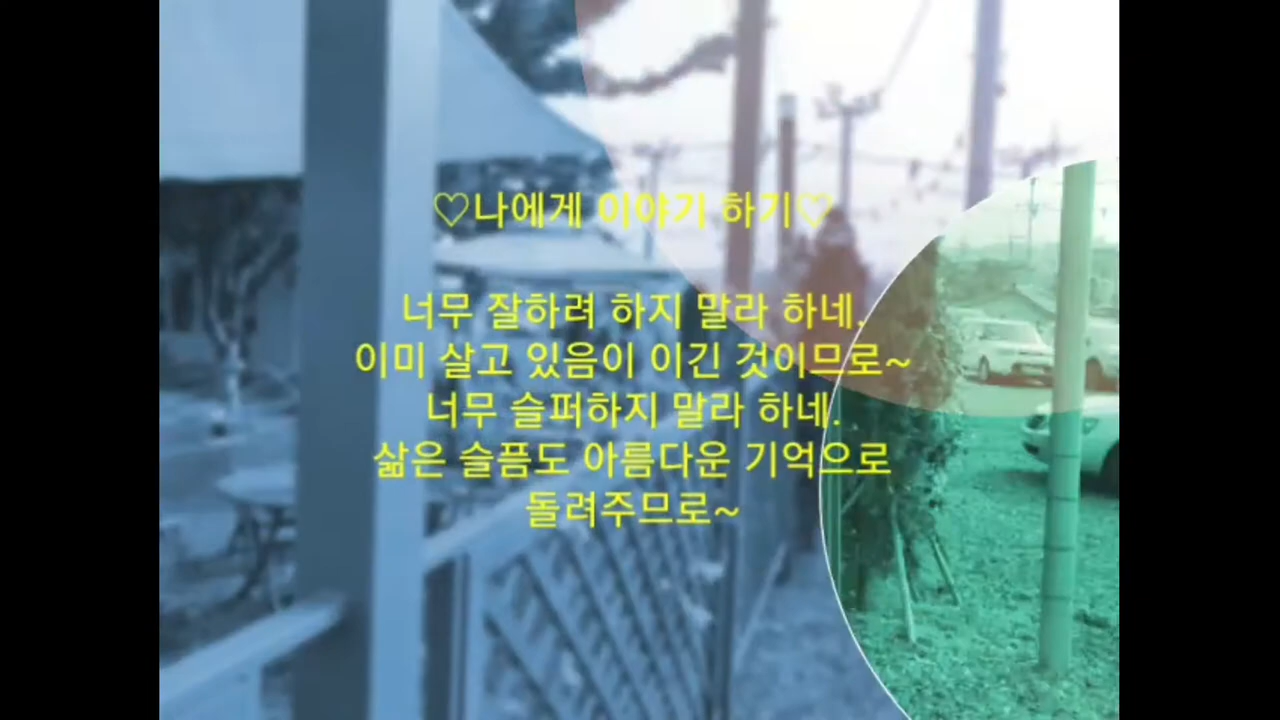 ♡나에게 이야기 하기♡
너무 잘하려 하지 말라 하네.
이미 살고 있음이 이긴 것이므로~
너무 슬퍼하지 말라 하네.
삶은 슬픔도 아름다운 기억으로
돌려주므로~